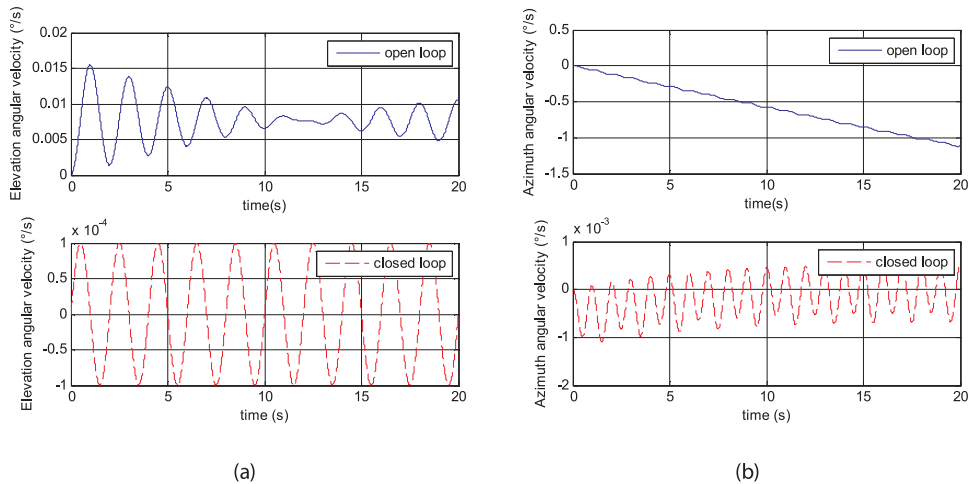 0.02
0.015
0.01
0.005
0
Elevation angular velocity (°/s)
open loop
0 5 10 15 20
time(s)
x 10⁻⁴
1
0.5
0
-0.5
-1
Elevation angular velocity (°/s)
closed loop
0 5 10 15 20
time (s)
(a)
0.5
0
-0.5
-1
-1.5
Azimuth angular velocity (°/s)
open loop
0 5 10 15 20
time(s)
x 10⁻³
1
0
-1
-2
Azimuth angular velocity (°/s)
closed loop
0 5 10 15 20
time (s)
(b)